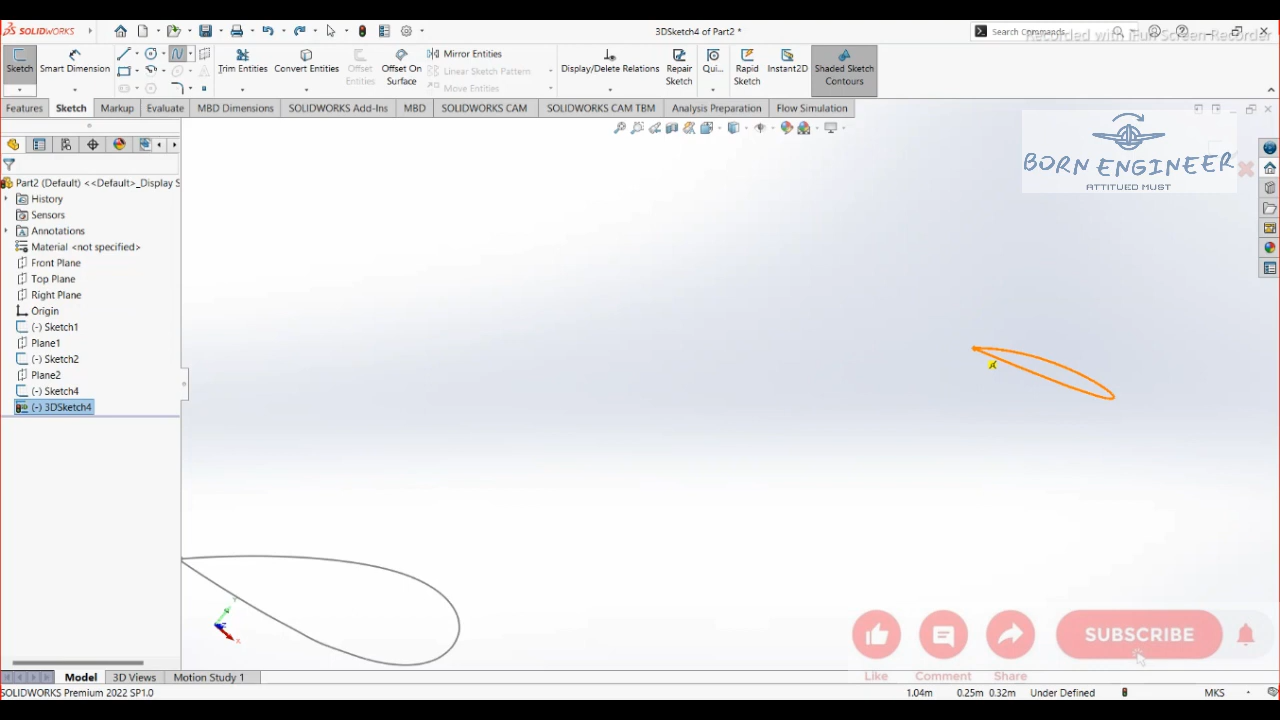 SOLIDWORKS
3DSketch4 of Part2 *
Search Commands
Recorded with iFun Screen Recorder
Sketch
Smart Dimension
Trim Entities
Convert Entities
Offset Entities
Offset On Surface
Mirror Entities
Linear Sketch Pattern
Move Entities
Display/Delete Relations
Repair Sketch
Qui...
Rapid Sketch
Instant2D
Shaded Sketch Contours
Features
Sketch
Markup
Evaluate
MBD Dimensions
SOLIDWORKS Add-Ins
MBD
SOLIDWORKS CAM
SOLIDWORKS CAM TBM
Analysis Preparation
Flow Simulation
BORN ENGINEER
ATTITUED MUST
Part2 (Default) <<Default>_Display S
History
Sensors
Annotations
Material <not specified>
Front Plane
Top Plane
Right Plane
Origin
(-) Sketch1
Plane1
(-) Sketch2
Plane2
(-) Sketch4
(-) 3DSketch4
Y
X
SUBSCRIBE
Like
Comment
Share
Model
3D Views
Motion Study 1
SOLIDWORKS Premium 2022 SP1.0
1.04m
0.25m 0.32m
Under Defined
MKS